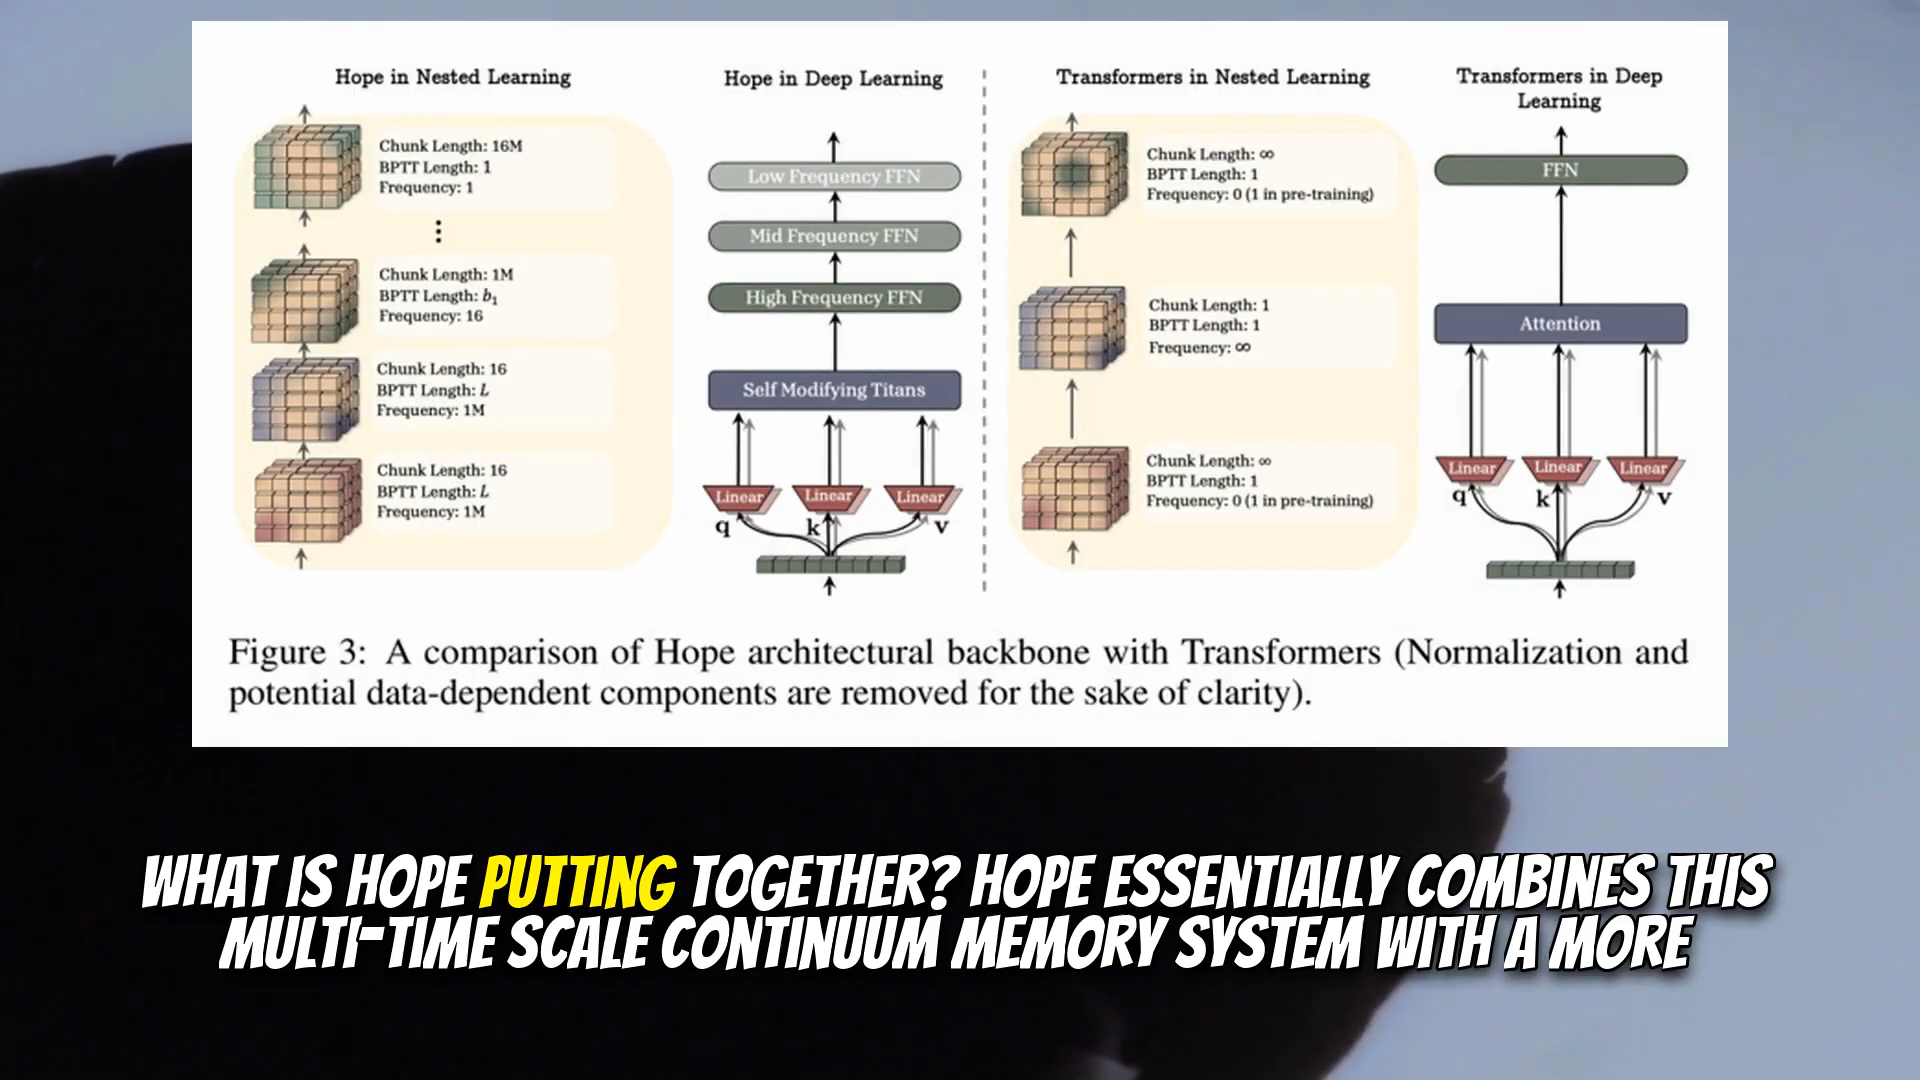 Hope in Nested Learning
Chunk Length: 16M
BPTT Length: 1
Frequency: 1
Chunk Length: 1M
BPTT Length: b₁
Frequency: 16
Chunk Length: 16
BPTT Length: L
Frequency: 1M
Chunk Length: 16
BPTT Length: L
Frequency: 1M
Hope in Deep Learning
Low Frequency FFN
Mid Frequency FFN
High Frequency FFN
Self Modifying Titans
Linear Linear Linear
q k v
Transformers in Nested Learning
Chunk Length: ∞
BPTT Length: 1
Frequency: 0 (1 in pre-training)
Chunk Length: 1
BPTT Length: 1
Frequency: ∞
Chunk Length: ∞
BPTT Length: 1
Frequency: 0 (1 in pre-training)
Transformers in Deep
Learning
FFN
Attention
Linear Linear Linear
q k v
Figure 3: A comparison of Hope architectural backbone with Transformers (Normalization and
potential data-dependent components are removed for the sake of clarity).
WHAT IS HOPE PUTTING TOGETHER? HOPE ESSENTIALLY COMBINES THIS
MULTI-TIME SCALE CONTINUUM MEMORY SYSTEM WITH A MORE